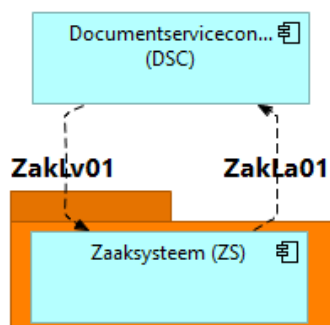 Documentservicecon...
(DSC)
ZakLv01
ZakLa01
Zaaksysteem (ZS)